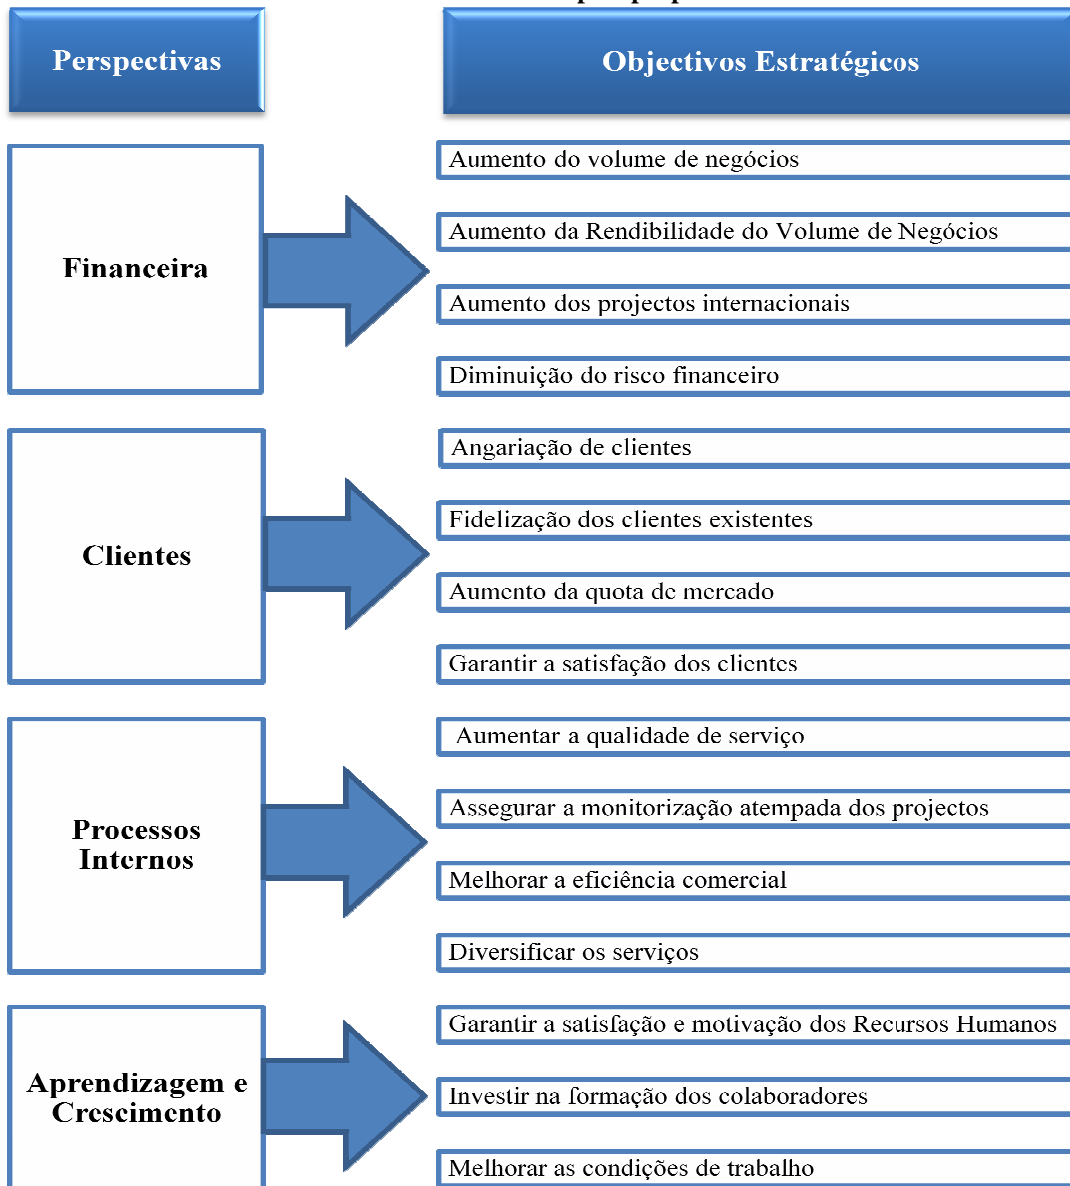 Perspectivas
Objectivos Estratégicos
Financeira
Aumento do volume de negócios
Aumento da Rendibilidade do Volume de Negócios
Aumento dos projectos internacionais
Diminuição do risco financeiro
Clientes
Angariação de clientes
Fidelização dos clientes existentes
Aumento da quota de mercado
Garantir a satisfação dos clientes
Processos
Internos
Aumentar a qualidade de serviço
Assegurar a monitorização atempada dos projectos
Melhorar a eficiência comercial
Diversificar os serviços
Aprendizagem e
Crescimento
Garantir a satisfação e motivação dos Recursos Humanos
Investir na formação dos colaboradores
Melhorar as condições de trabalho